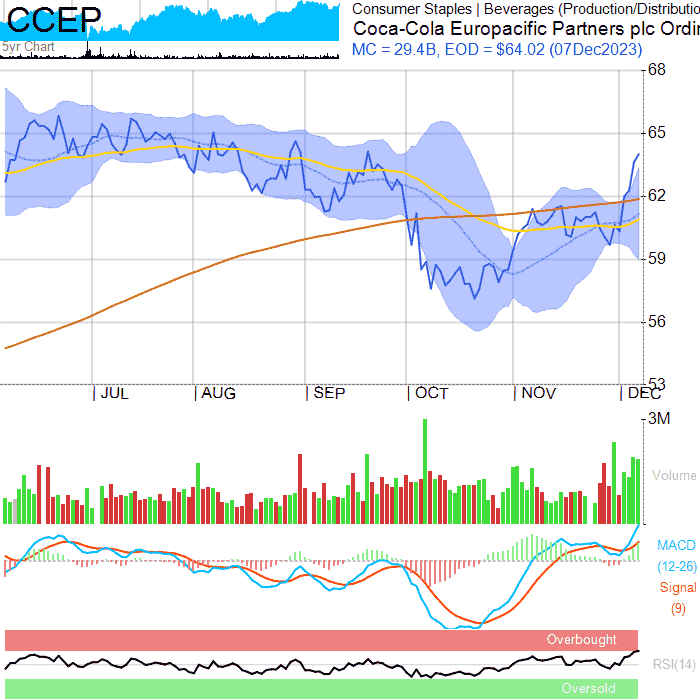 CCEP
Consumer Staples | Beverages (Production/Distributio
5yr Chart
Coca-Cola Europacific Partners plc Ordin
MC = 29.4B, EOD = $64.02 (07Dec2023)
68
65
62
59
56
53
JUL AUG SEP OCT NOV DEC
3M
Volume
MACD
(12-26)
Signal
(9)
Overbought
RSI(14)
Oversold